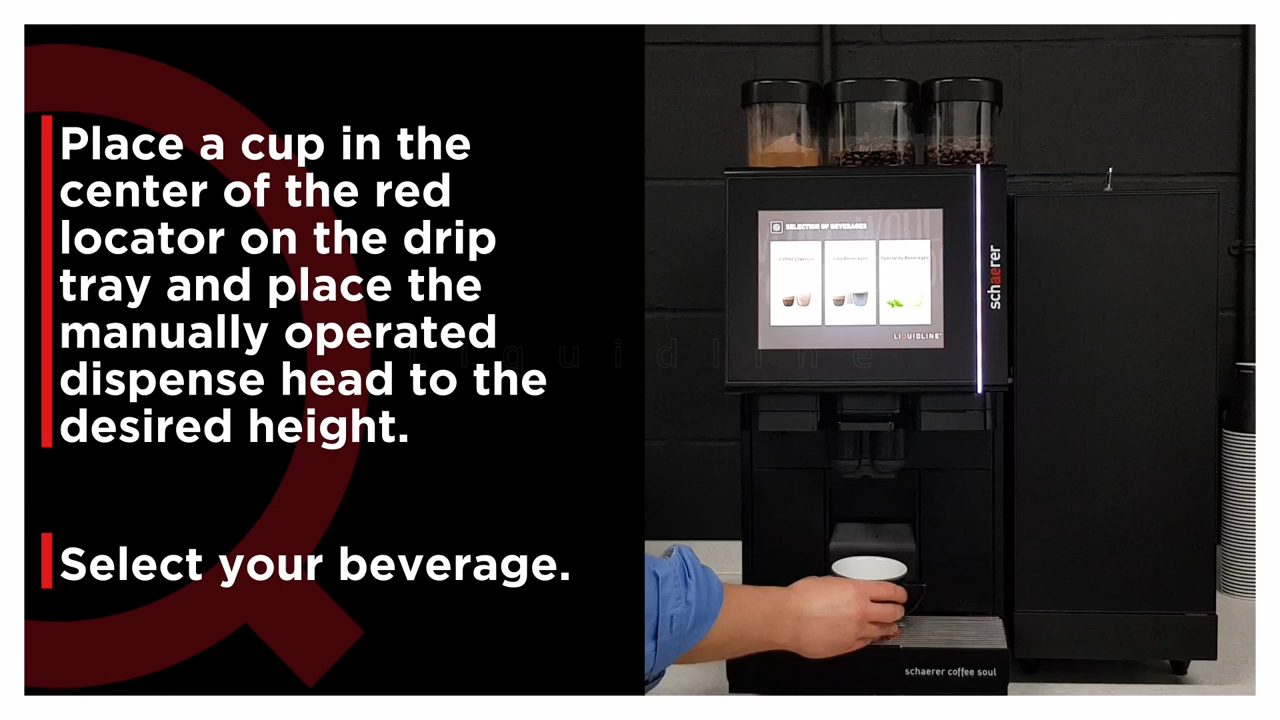 Place a cup in the
center of the red
locator on the drip
tray and place the
manually operated
dispense head to the
desired height.
Select your beverage.
SELECTION OF BEVERAGES
Coffee Classics
Speciality Beverages
LIQUIDLINE
schaerer
schaerer coffee soul
Liquidline